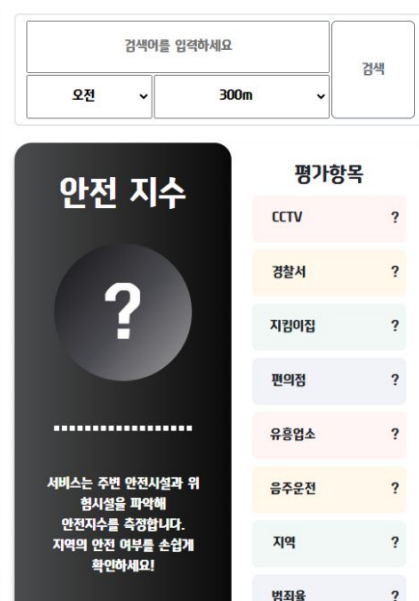 검색어를 입력하세요
검색
오전
300m
안전 지수
?
서비스는 주변 안전시설과 위
험시설을 파악해
안전지수를 측정합니다.
지역의 안전 여부를 손쉽게
확인하세요!
평가항목
CCTV ?
경찰서 ?
지킴이집 ?
편의점 ?
유흥업소 ?
음주운전 ?
지역 ?
범죄율 ?